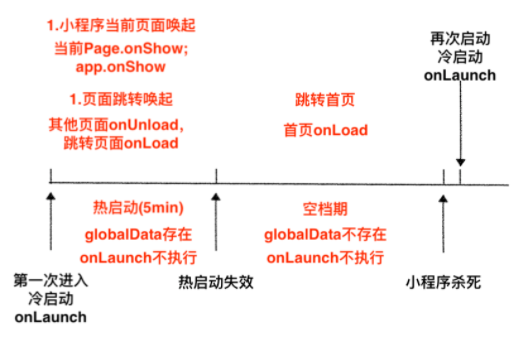 1.小程序当前页面唤起
当前Page.onShow;
app.onShow
再次启动
冷启动
onLaunch
1.页面跳转唤起
其他页面onUnload,
跳转页面onLoad
跳转首页
首页onLoad
热启动(5min)
globalData存在
onLaunch不执行
空档期
globalData不存在
onLaunch不执行
第一次进入
冷启动
onLaunch
热启动失效
小程序杀死